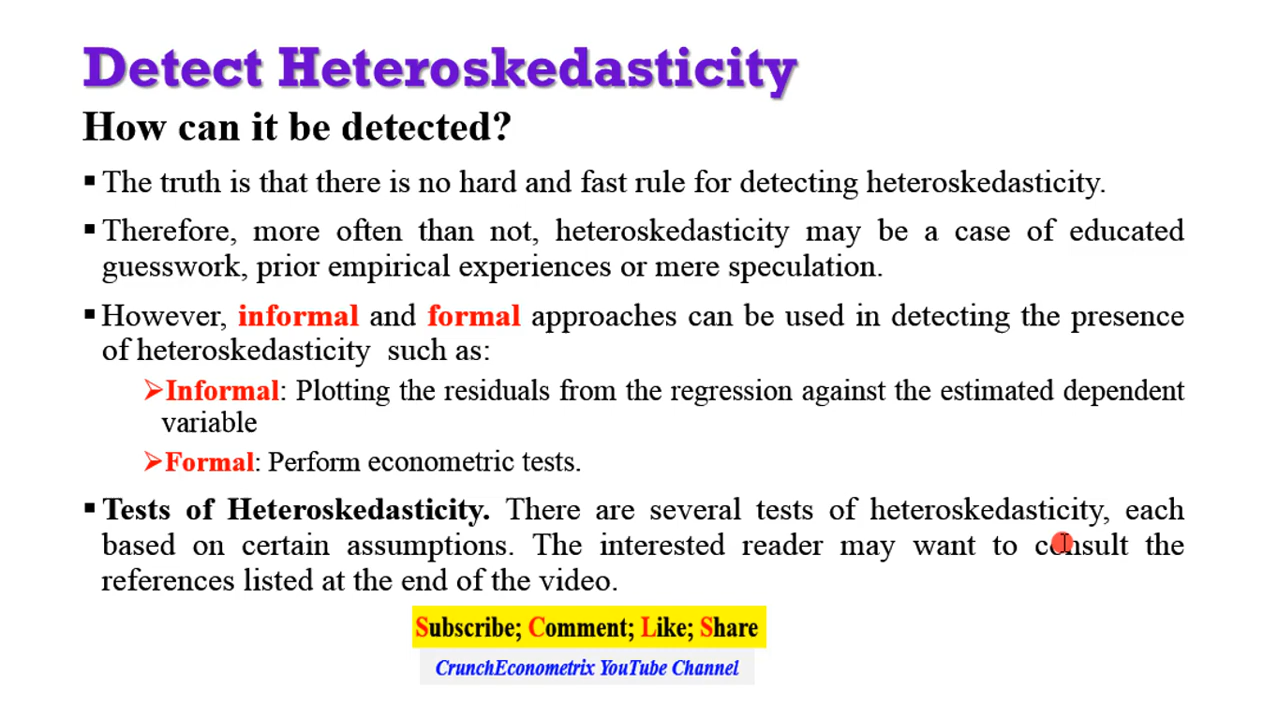 Detect Heteroskedasticity
How can it be detected?
▪ The truth is that there is no hard and fast rule for detecting heteroskedasticity.
▪ Therefore, more often than not, heteroskedasticity may be a case of educated
guesswork, prior empirical experiences or mere speculation.
▪ However, informal and formal approaches can be used in detecting the presence
of heteroskedasticity such as:
➢ Informal: Plotting the residuals from the regression against the estimated dependent
variable
➢ Formal: Perform econometric tests.
▪ Tests of Heteroskedasticity. There are several tests of heteroskedasticity, each
based on certain assumptions. The interested reader may want to consult the
references listed at the end of the video.
Subscribe; Comment; Like; Share
CrunchEconometrix YouTube Channel